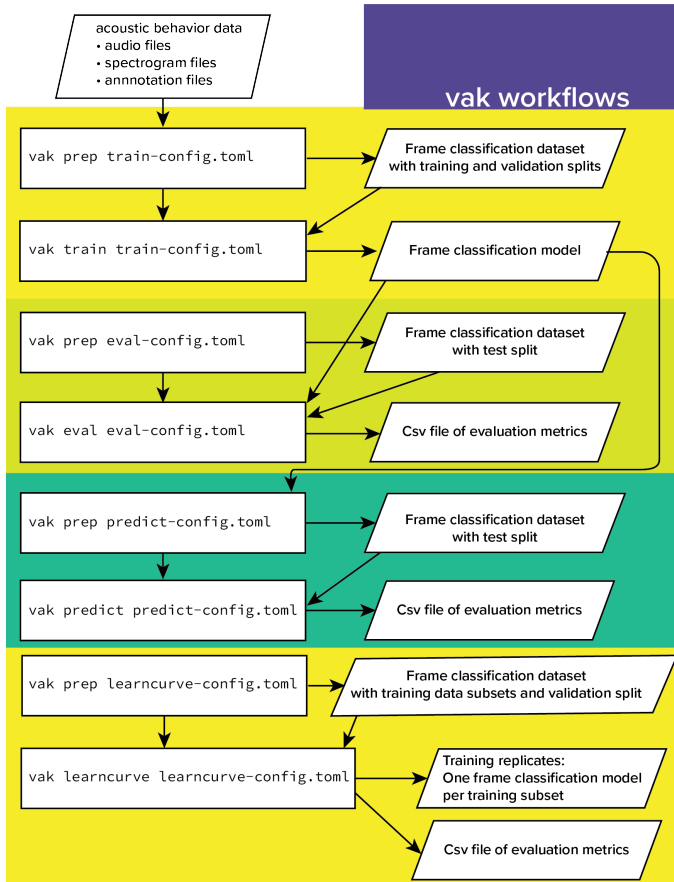 acoustic behavior data
• audio files
• spectrogram files
• annnotation files
vak workflows
vak prep train-config.toml
Frame classification dataset
with training and validation splits
vak train train-config.toml
Frame classification model
vak prep eval-config.toml
Frame classification dataset
with test split
vak eval eval-config.toml
Csv file of evaluation metrics
vak prep predict-config.toml
Frame classification dataset
with test split
vak predict predict-config.toml
Csv file of evaluation metrics
vak prep learncurve-config.toml
Frame classification dataset
with training data subsets and validation split
vak learncurve learncurve-config.toml
Training replicates:
One frame classification model
per training subset
Csv file of evaluation metrics